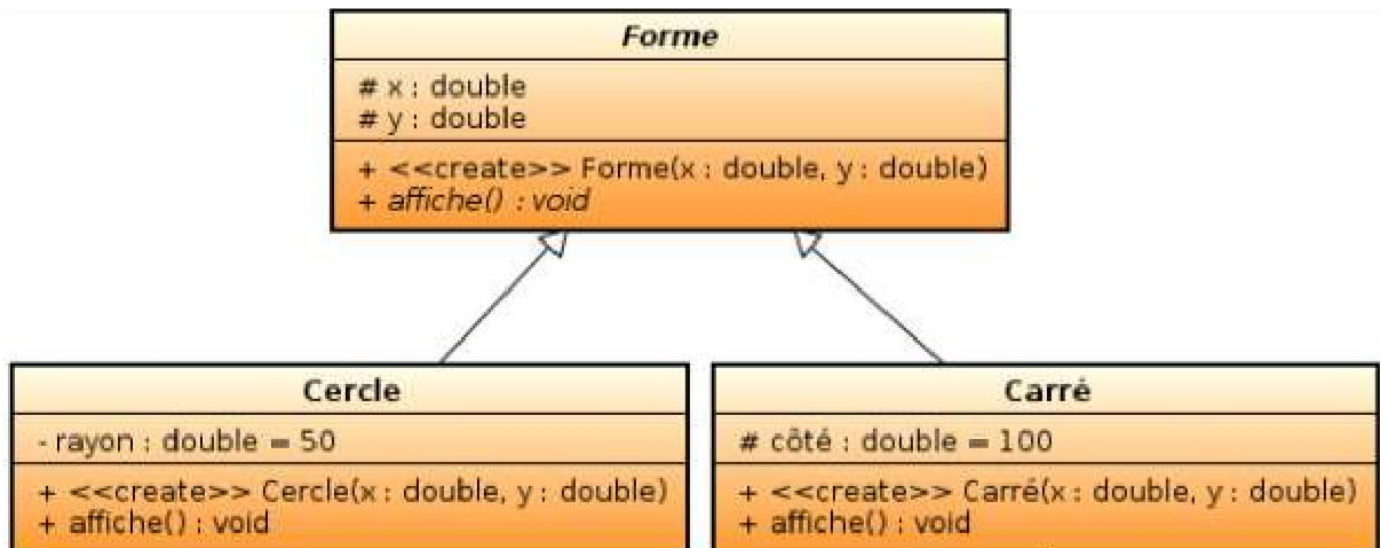 Forme
# x : double
# y : double
+ <<create>> Forme(x : double, y : double)
+ affiche() : void
Cercle
- rayon : double = 50
+ <<create>> Cercle(x : double, y : double)
+ affiche() : void
Carré
# côté : double = 100
+ <<create>> Carré(x : double, y : double)
+ affiche() : void